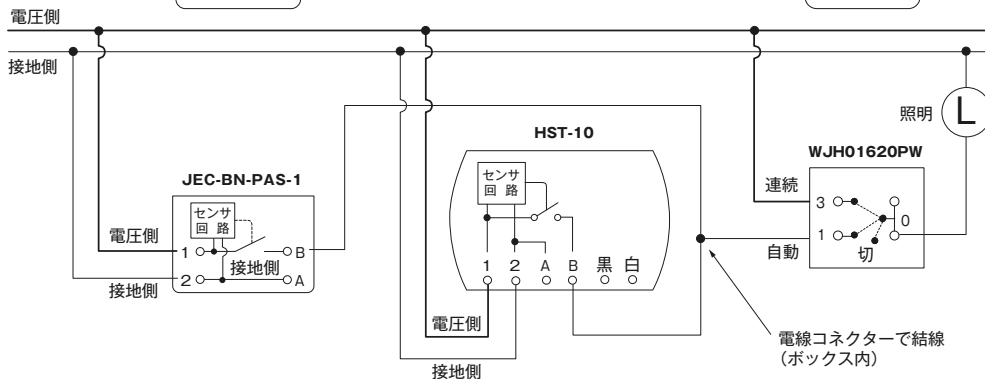 電圧側
接地側
照明
L
HST-10
WJH01620PW
JEC-BN-PAS-1
センサ
回 路
センサ
回 路
連続
3
0
1
切
自動
電圧側
1
B
接地側
2
A
接地側
1
2
A
B
黒
白
電圧側
接地側
電線コネクターで結線
(ボックス内)